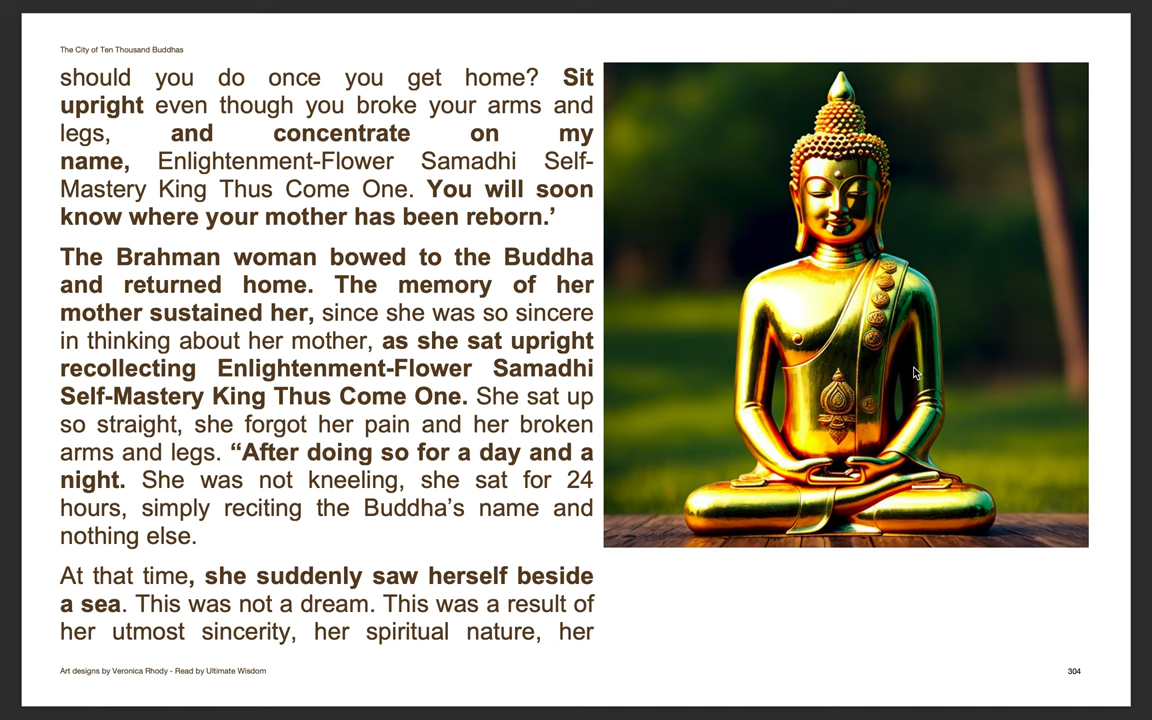 The City of Ten Thousand Buddhas
should you do once you get home? Sit
upright even though you broke your arms and
legs, and concentrate on my
name, Enlightenment-Flower Samadhi Self-
Mastery King Thus Come One. You will soon
know where your mother has been reborn.’
The Brahman woman bowed to the Buddha
and returned home. The memory of her
mother sustained her, since she was so sincere
in thinking about her mother, as she sat upright
recollecting Enlightenment-Flower Samadhi
Self-Mastery King Thus Come One. She sat up
so straight, she forgot her pain and her broken
arms and legs. “After doing so for a day and a
night. She was not kneeling, she sat for 24
hours, simply reciting the Buddha’s name and
nothing else.
At that time, she suddenly saw herself beside
a sea. This was not a dream. This was a result of
her utmost sincerity, her spiritual nature, her
Art designs by Veronica Rhody - Read by Ultimate Wisdom
304